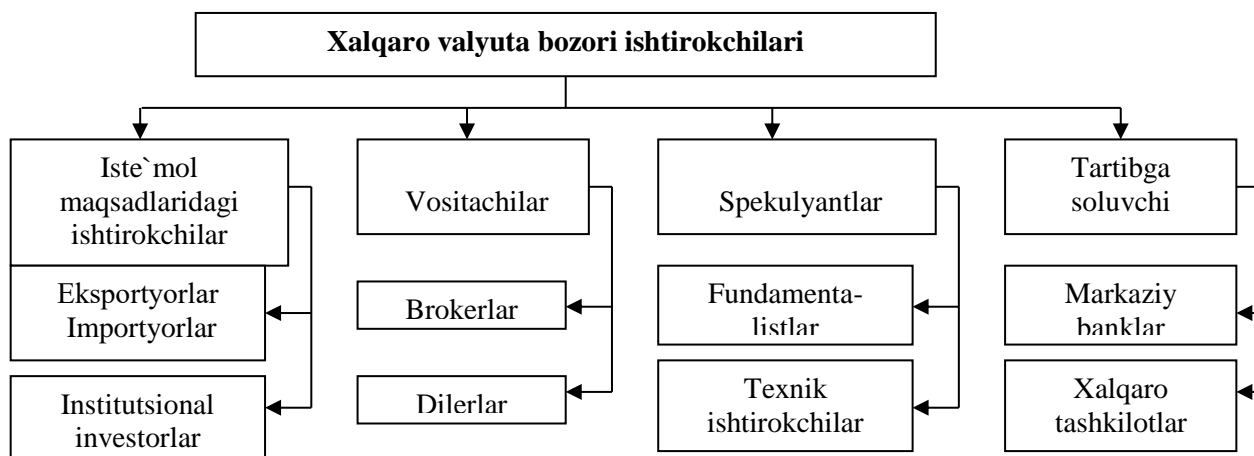 Xalqaro valyuta bozori ishtirokchilari
Iste`mol
maqsadlaridagi
ishtirokchilar
Vositachilar
Spekulyantlar
Tartibga
soluvchi
Eksportyorlar
Importyorlar
Brokerlar
Fundamenta-
listlar
Markaziy
banklar
Institutsional
investorlar
Dilerlar
Texnik
ishtirokchilar
Xalqaro
tashkilotlar